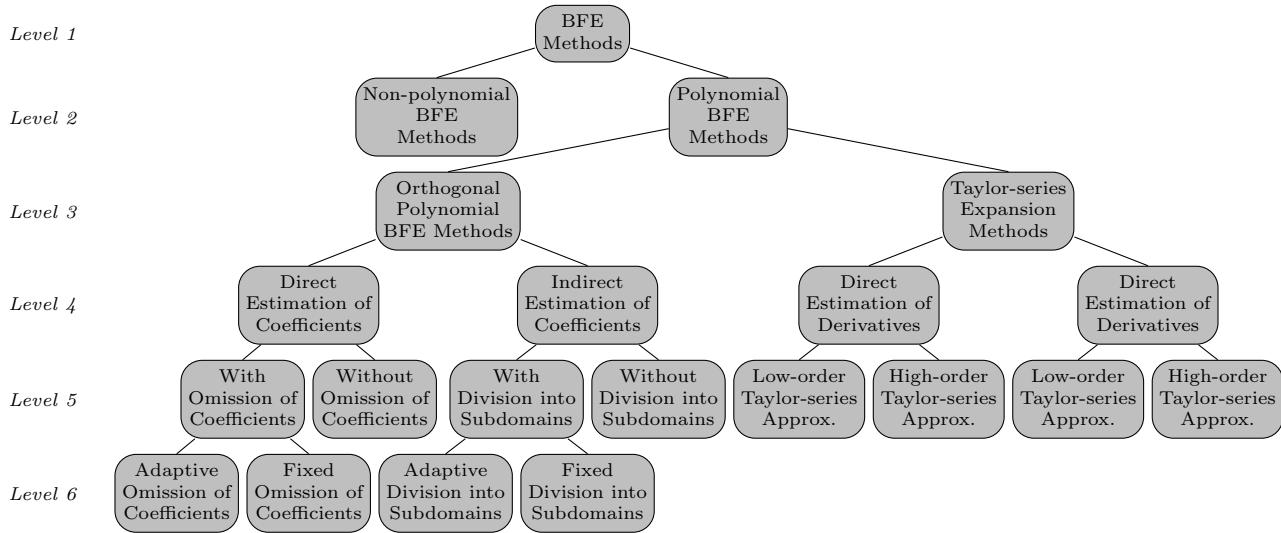 Level 1
BFE
Methods
Level 2
Non-polynomial
BFE
Methods
Polynomial
BFE
Methods
Level 3
Orthogonal
Polynomial
BFE Methods
Taylor-series
Expansion
Methods
Level 4
Direct
Estimation of
Coefficients
Indirect
Estimation of
Coefficients
Direct
Estimation of
Derivatives
Direct
Estimation of
Derivatives
Level 5
With
Omission of
Coefficients
Without
Omission of
Coefficients
With
Division into
Subdomains
Without
Division into
Subdomains
Low-order
Taylor-series
Approx.
High-order
Taylor-series
Approx.
Low-order
Taylor-series
Approx.
High-order
Taylor-series
Approx.
Level 6
Adaptive
Omission of
Coefficients
Fixed
Omission of
Coefficients
Adaptive
Division into
Subdomains
Fixed
Division into
Subdomains